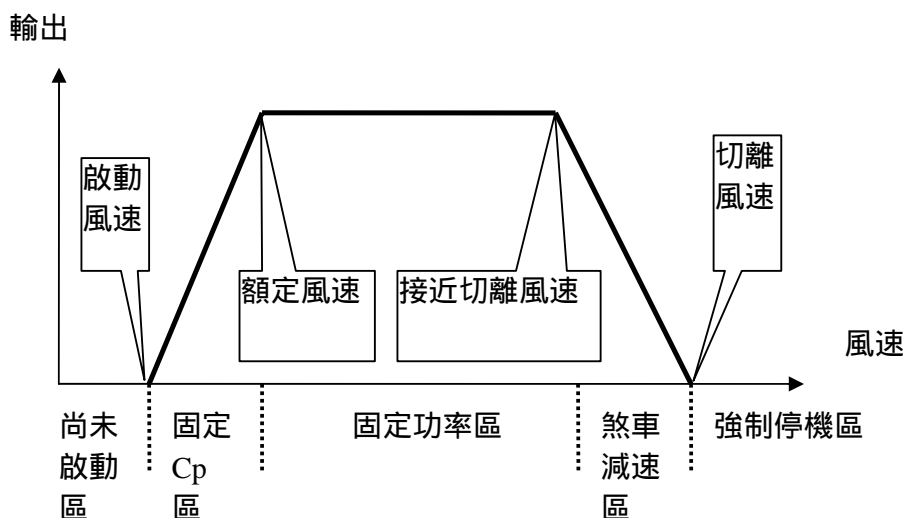 輸出
啟動
風速
額定風速
接近切離風速
切離
風速
風速
尚未
啟動
區
固定
Cp
區
固定功率區
煞車
減速
區
強制停機區